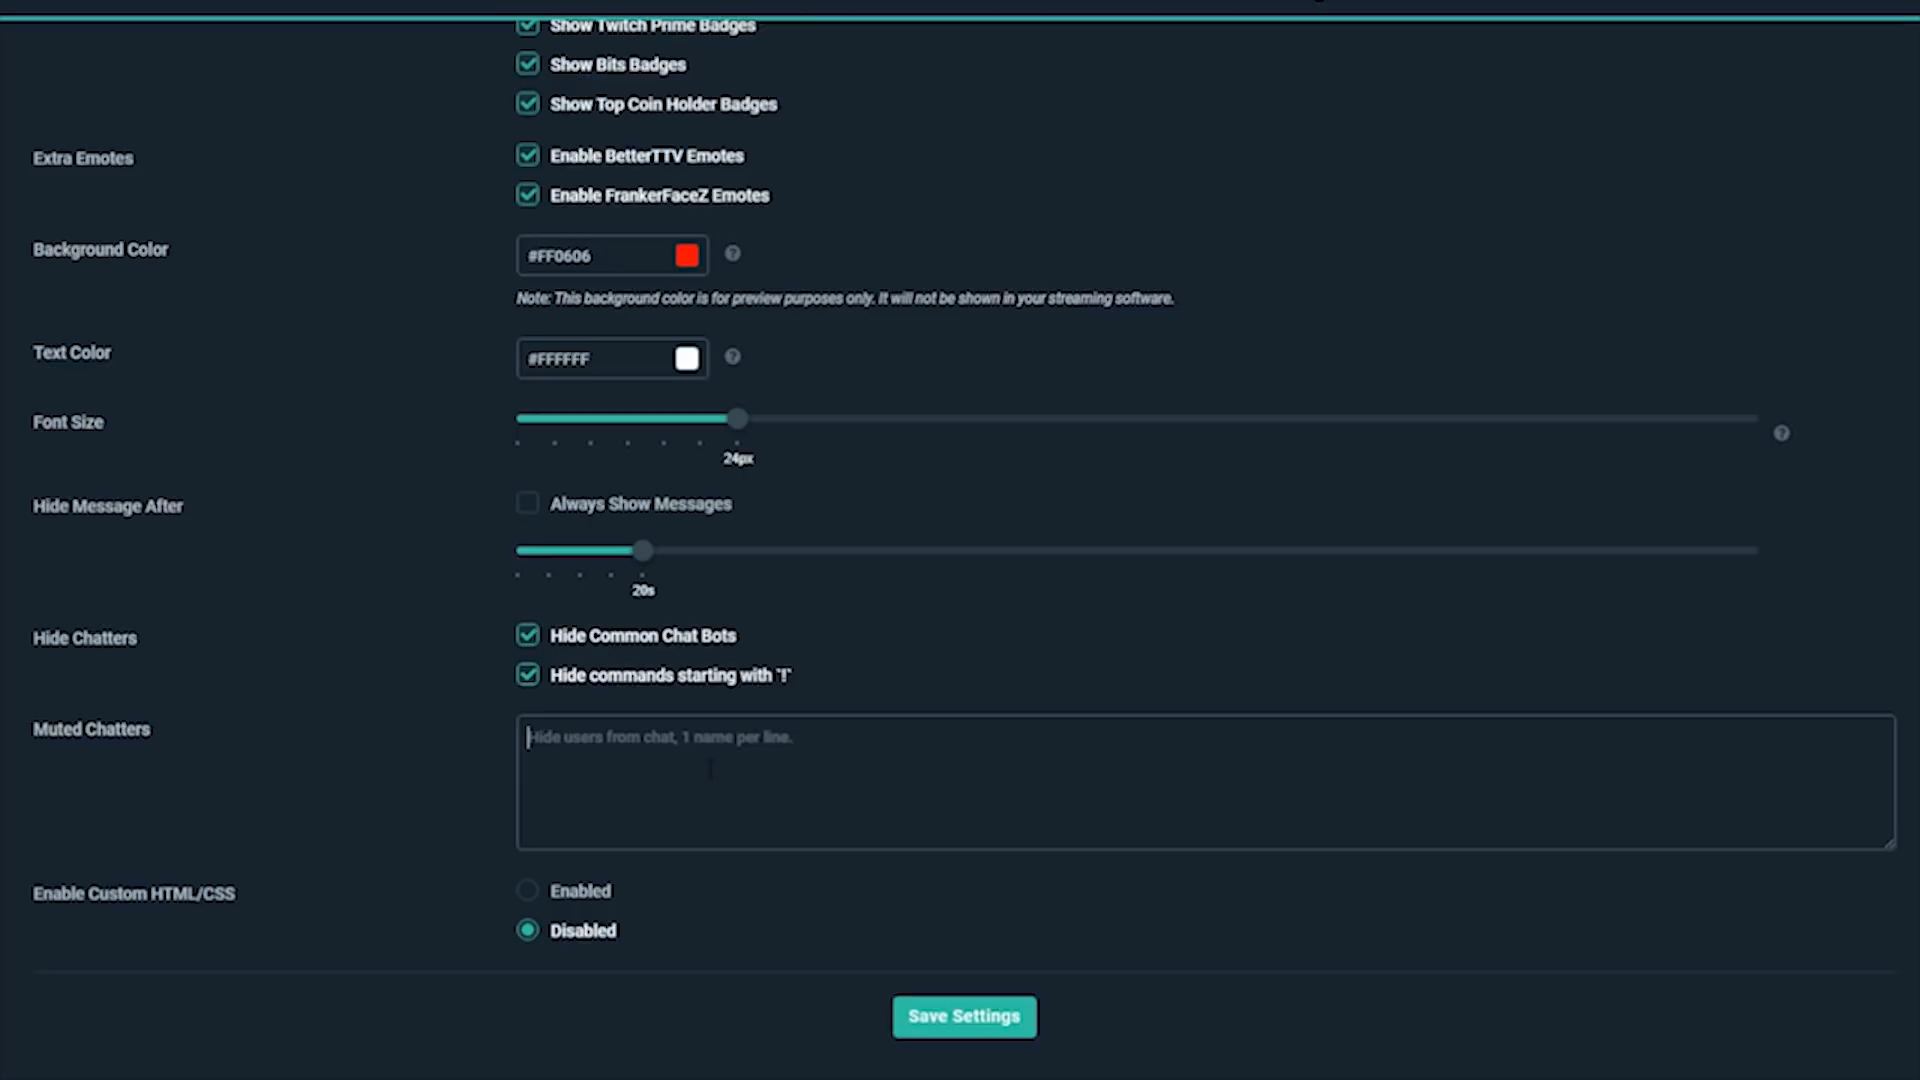 Show Twitch Prime Badges
Show Bits Badges
Show Top Coin Holder Badges
Extra Emotes
Enable BetterTTV Emotes
Enable FrankerFaceZ Emotes
Background Color
#FF0606
?
Note: This background color is for preview purposes only. It will not be shown in your streaming software.
Text Color
#FFFFFF
?
Font Size
?
24px
Hide Message After
Always Show Messages
20s
Hide Chatters
Hide Common Chat Bots
Hide commands starting with `!`
Muted Chatters
Hide users from chat, 1 name per line.
Enable Custom HTML/CSS
Enabled
Disabled
Save Settings